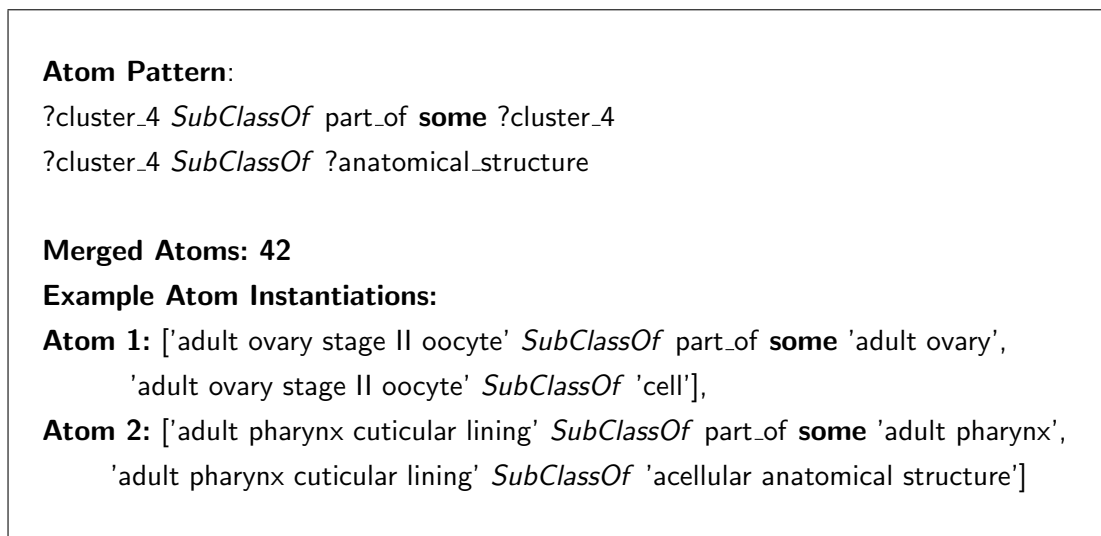 Atom Pattern:
?cluster_4 SubClassOf part_of some ?cluster_4
?cluster_4 SubClassOf ?anatomical_structure
Merged Atoms: 42
Example Atom Instantiations:
Atom 1: ['adult ovary stage II oocyte' SubClassOf part_of some 'adult ovary',
'adult ovary stage II oocyte' SubClassOf 'cell'],
Atom 2: ['adult pharynx cuticular lining' SubClassOf part_of some 'adult pharynx',
'adult pharynx cuticular lining' SubClassOf 'acellular anatomical structure']